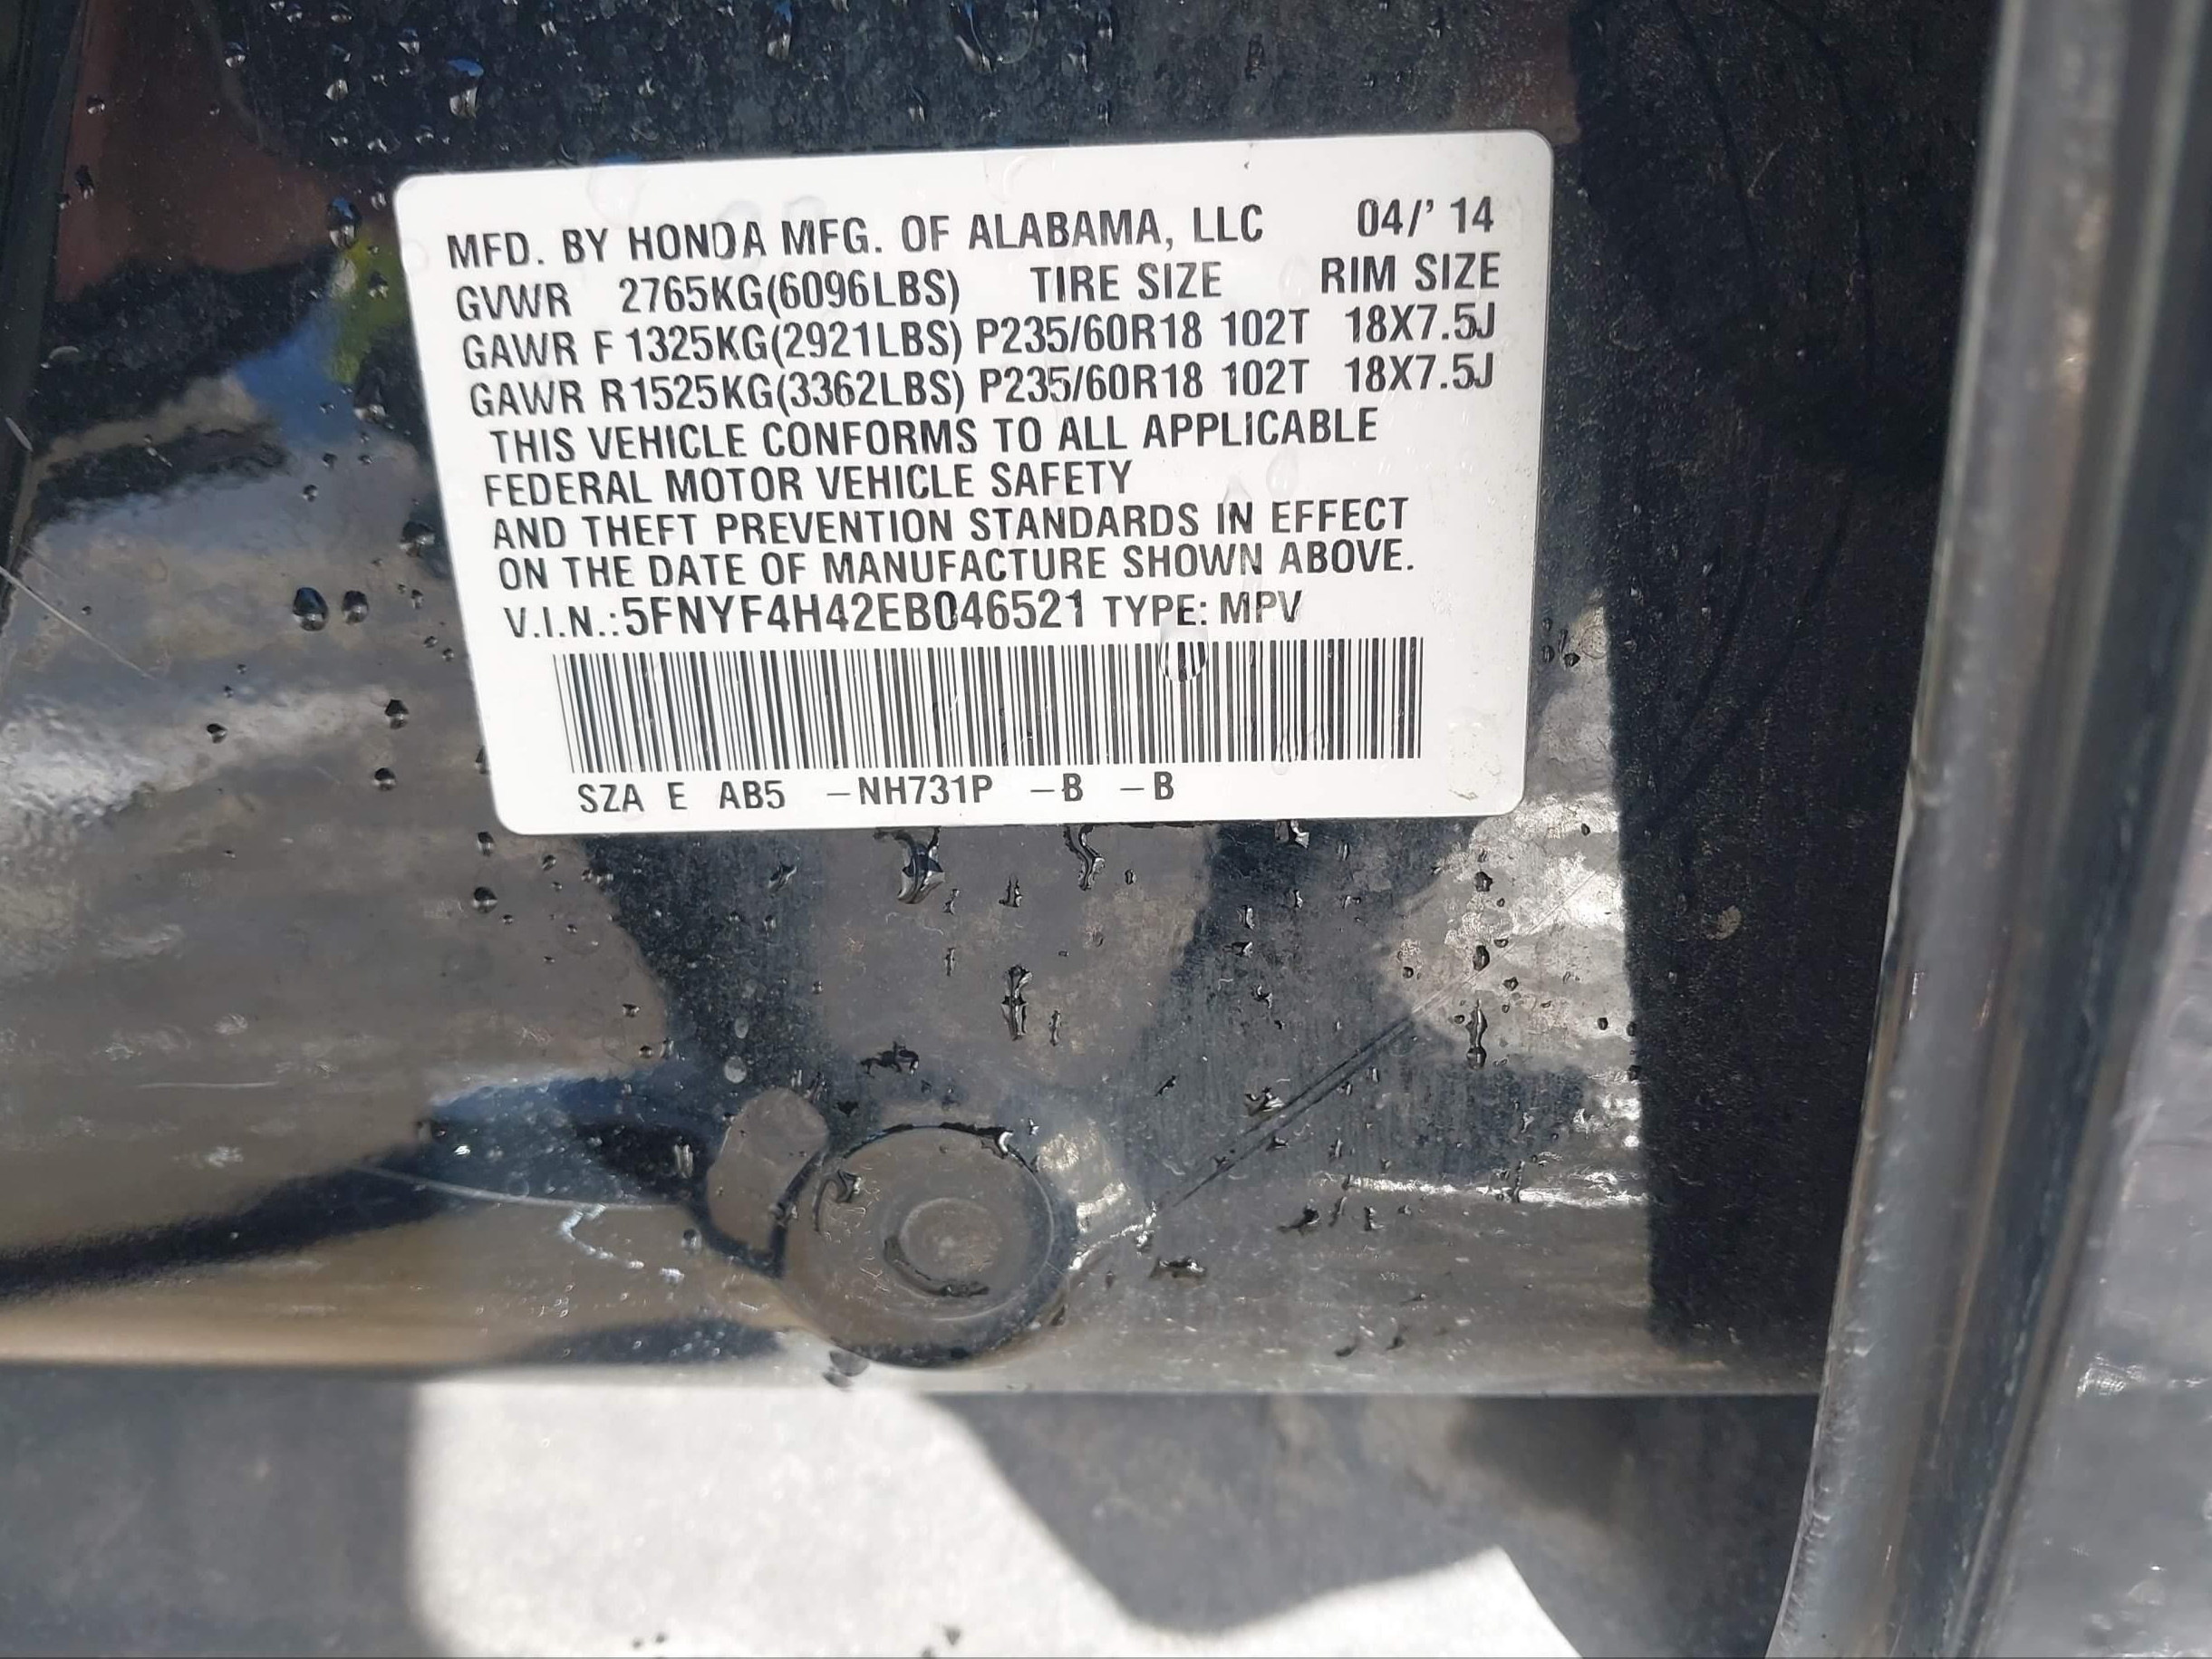 MFD. BY HONDA MFG. OF ALABAMA, LLC 04/' 14
GVWR 2765KG(6096LBS) TIRE SIZE RIM SIZE
GAWR F 1325KG(2921LBS) P235/60R18 102T 18X7.5J
GAWR R1525KG(3362LBS) P235/60R18 102T 18X7.5J
THIS VEHICLE CONFORMS TO ALL APPLICABLE
FEDERAL MOTOR VEHICLE SAFETY
AND THEFT PREVENTION STANDARDS IN EFFECT
ON THE DATE OF MANUFACTURE SHOWN ABOVE.
V.I.N.:5FNYF4H42EB046521 TYPE: MPV
SZA E AB5 -NH731P -B -B